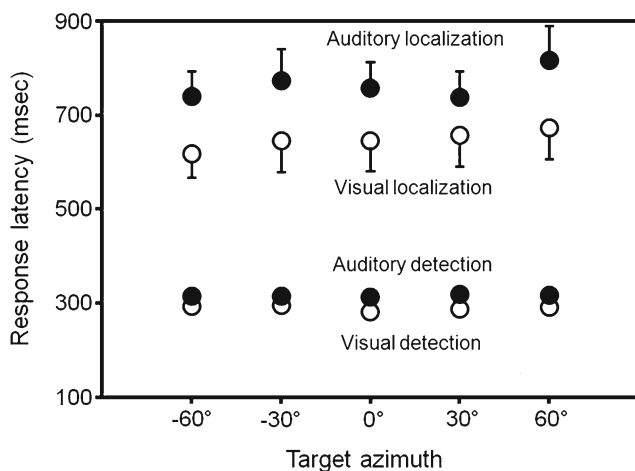 900
Auditory localization
700
Visual localization
500
Auditory detection
300
Visual detection
100
Response latency (msec)
-60° -30° 0° 30° 60°
Target azimuth